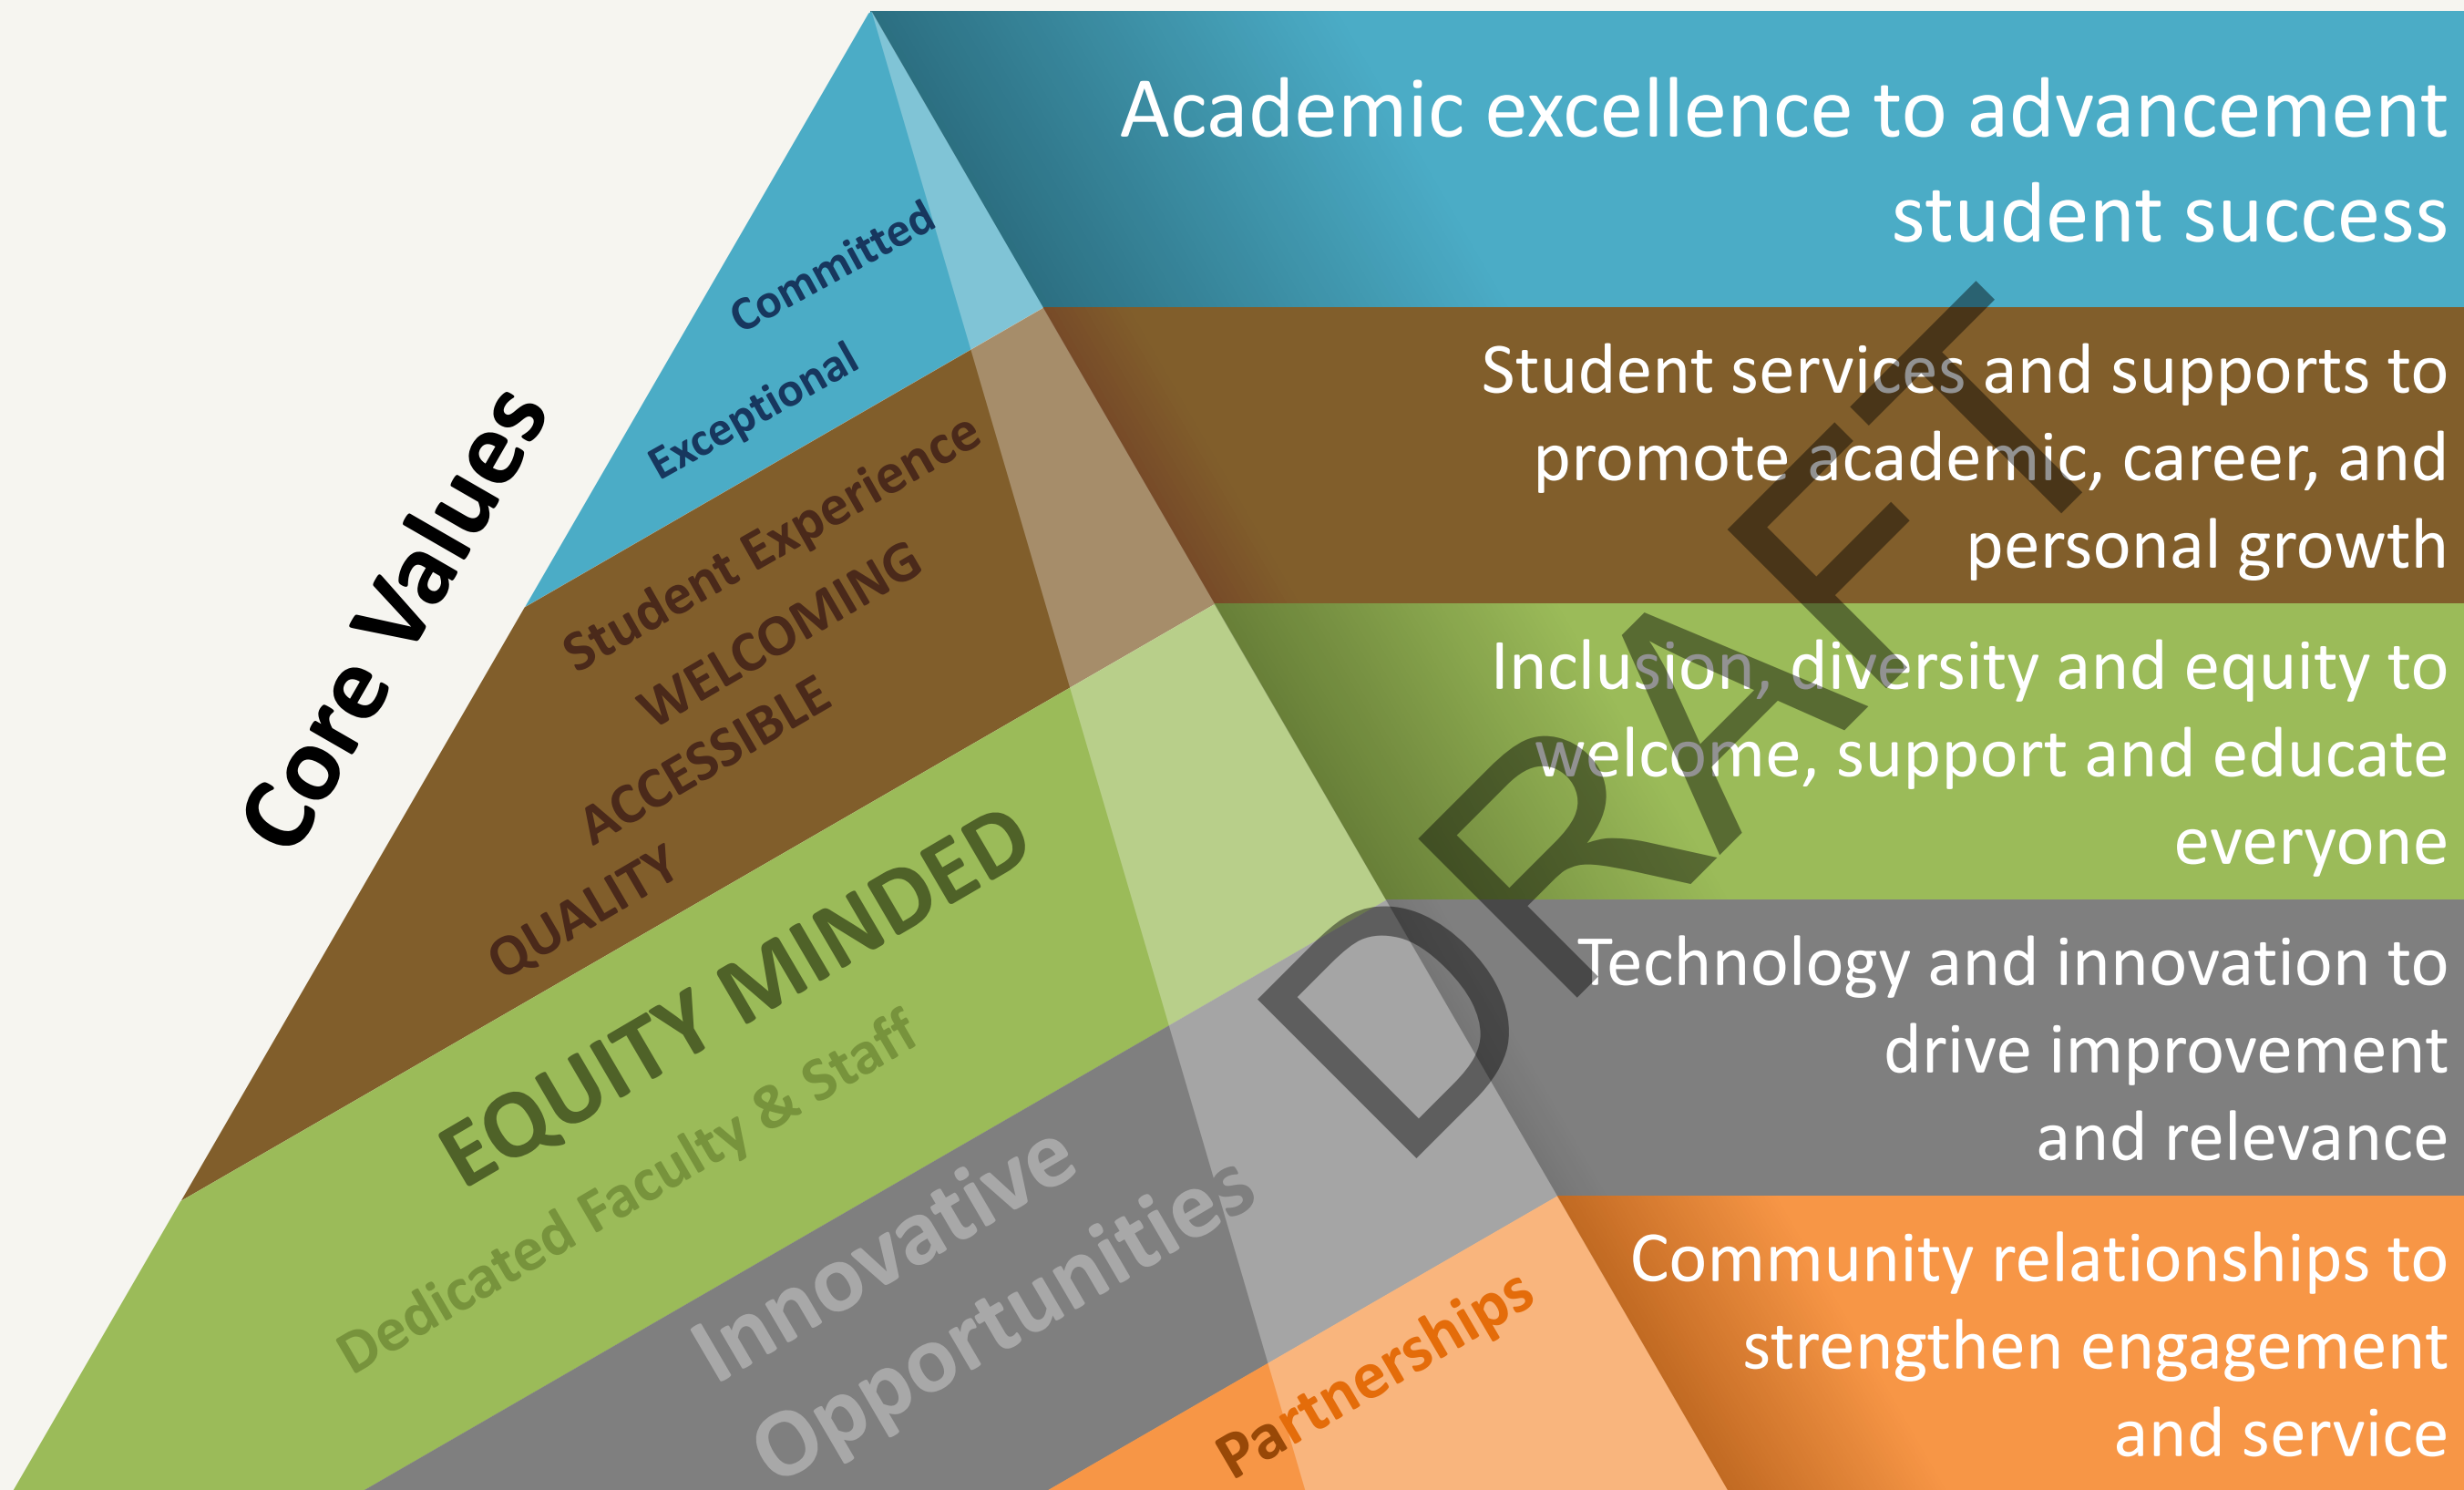 Core Values
Committed
Exceptional
Student Experience
WELCOMING
ACCESSIBLE
QUALITY
EQUITY MINDED
Dedicated Faculty & Staff
Innovative
Opportunities
Partnerships
Academic excellence to advancement
student success
Student services and supports to
promote academic, career, and
personal growth
Inclusion, diversity and equity to
welcome, support and educate
everyone
Technology and innovation to
drive improvement
and relevance
Community relationships to
strengthen engagement
and service
DRAFT